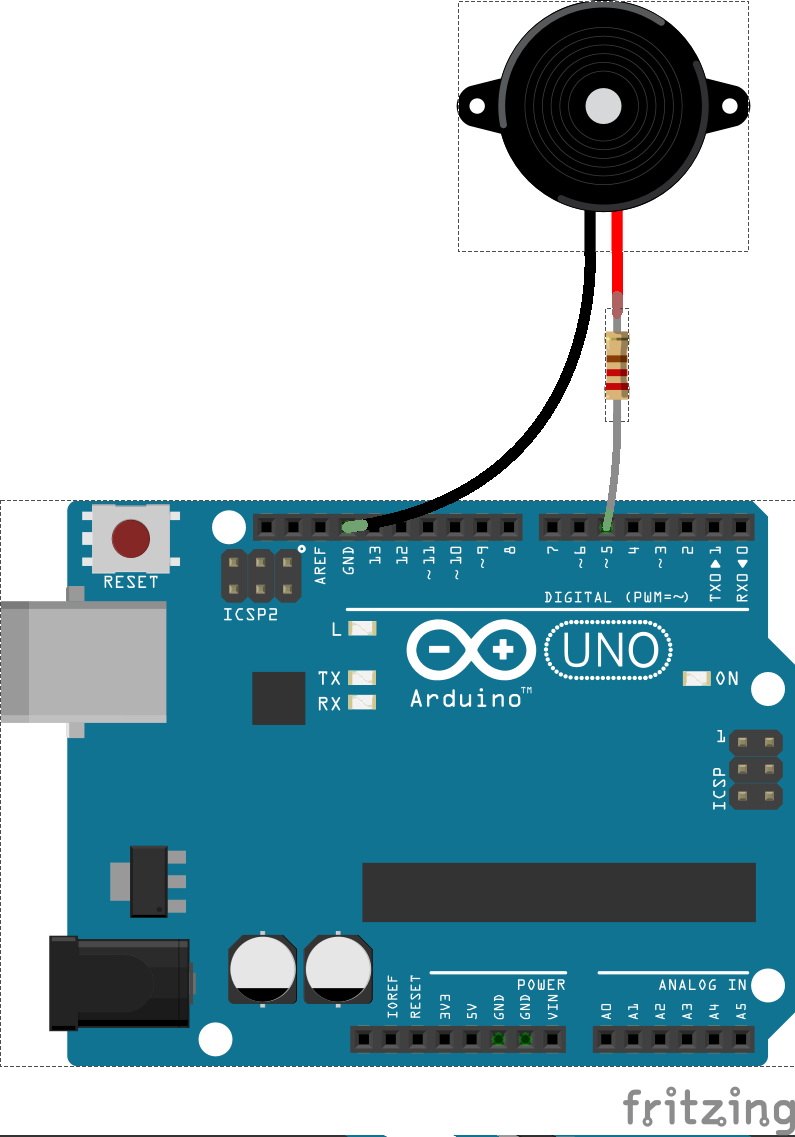 RESET
ICSP2
AREF
GND
13
12
~11
~10
~9
8
7
~6
~5
4
~3
2
TX0▶1
RX0◀0
DIGITAL (PWM=~)
L
TX
RX
Arduino™
UNO
ON
1
ICSP
IOREF
RESET
3V3
5V
GND
GND
VIN
POWER
ANALOG IN
A0
A1
A2
A3
A4
A5
fritzing